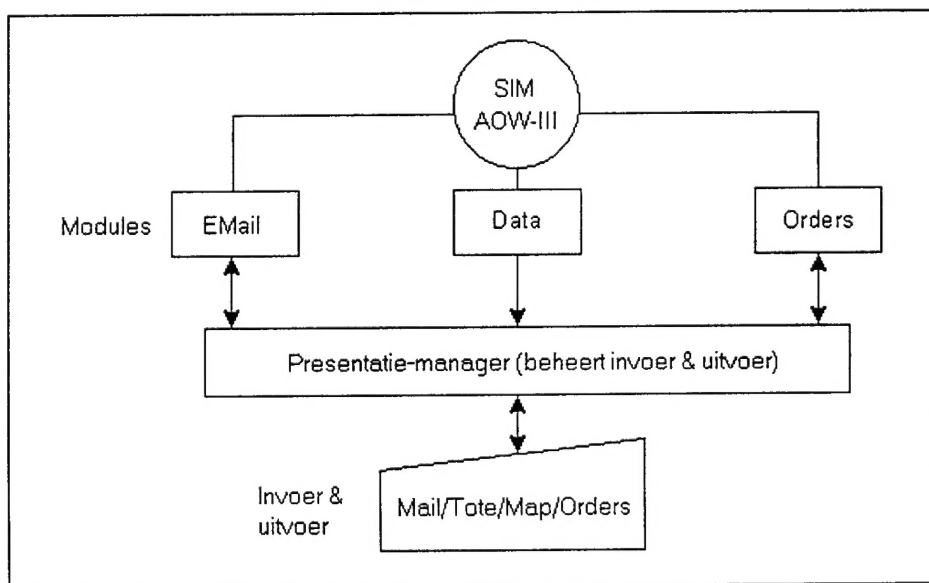 SIM
AOW-III
Modules
EMail
Data
Orders
Presentatie-manager (beheert invoer & uitvoer)
Invoer &
uitvoer
Mail/Tote/Map/Orders